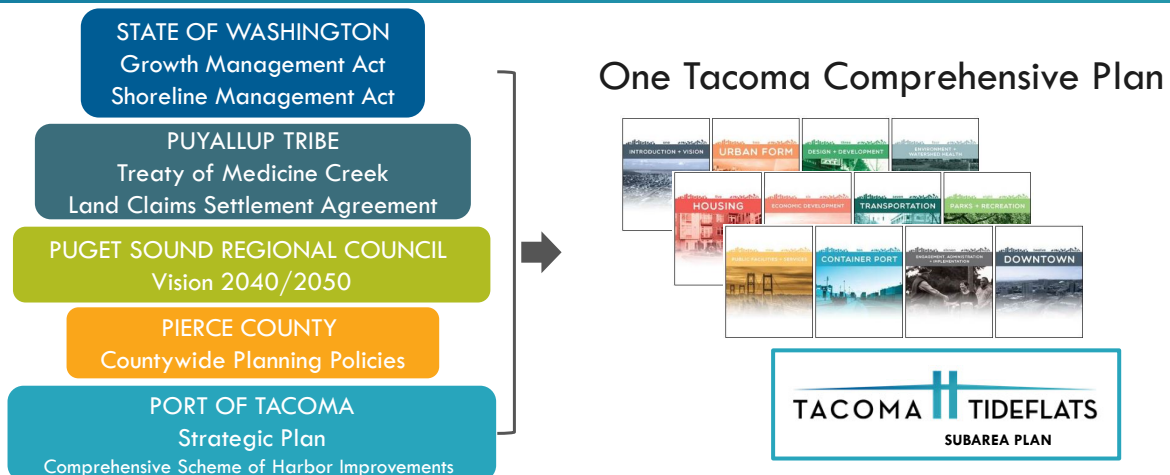 STATE OF WASHINGTON
Growth Management Act
Shoreline Management Act
PUYALLUP TRIBE
Treaty of Medicine Creek
Land Claims Settlement Agreement
PUGET SOUND REGIONAL COUNCIL
Vision 2040/2050
PIERCE COUNTY
Countywide Planning Policies
PORT OF TACOMA
Strategic Plan
Comprehensive Scheme of Harbor Improvements
One Tacoma Comprehensive Plan
INTRODUCTION + VISION
URBAN FORM
DESIGN + DEVELOPMENT
ENVIRONMENT +
WATERSHED HEALTH
HOUSING
ECONOMIC DEVELOPMENT
TRANSPORTATION
PARKS + RECREATION
PUBLIC FACILITIES + SERVICES
CONTAINER PORT
ENGAGEMENT, ADMINISTRATION
+ IMPLEMENTATION
DOWNTOWN
TACOMA TIDEFLATS
SUBAREA PLAN